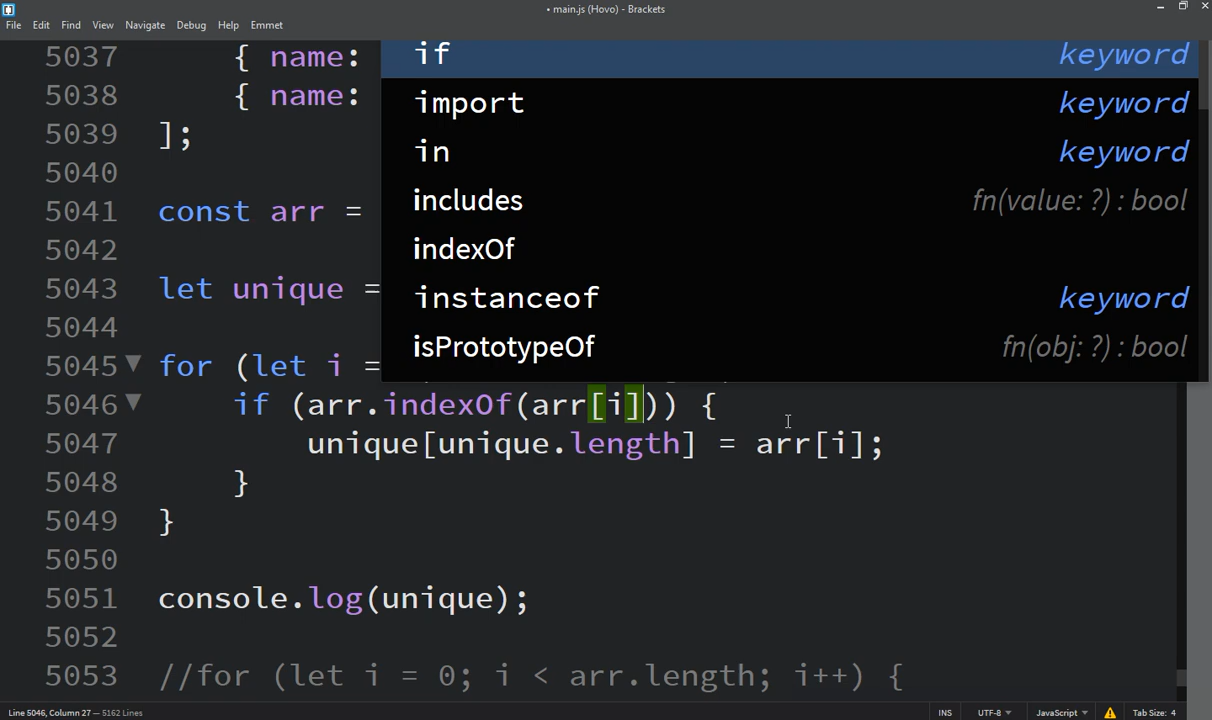 • main.js (Hovo) - Brackets
File Edit Find View Navigate Debug Help Emmet
5037 { name:
5038 { name:
5039 ];
5040
5041 const arr =
5042
5043 let unique =
5044
5045 for (let i =
5046 if (arr.indexOf(arr[i])) {
5047 unique[unique.length] = arr[i];
5048 }
5049 }
5050
5051 console.log(unique);
5052
5053 //for (let i = 0; i < arr.length; i++) {
if keyword
import keyword
in keyword
includes fn(value: ?) : bool
indexOf
instanceof keyword
isPrototypeOf fn(obj: ?) : bool
Line 5046, Column 27 — 5162 Lines
INS UTF-8 JavaScript Tab Size: 4